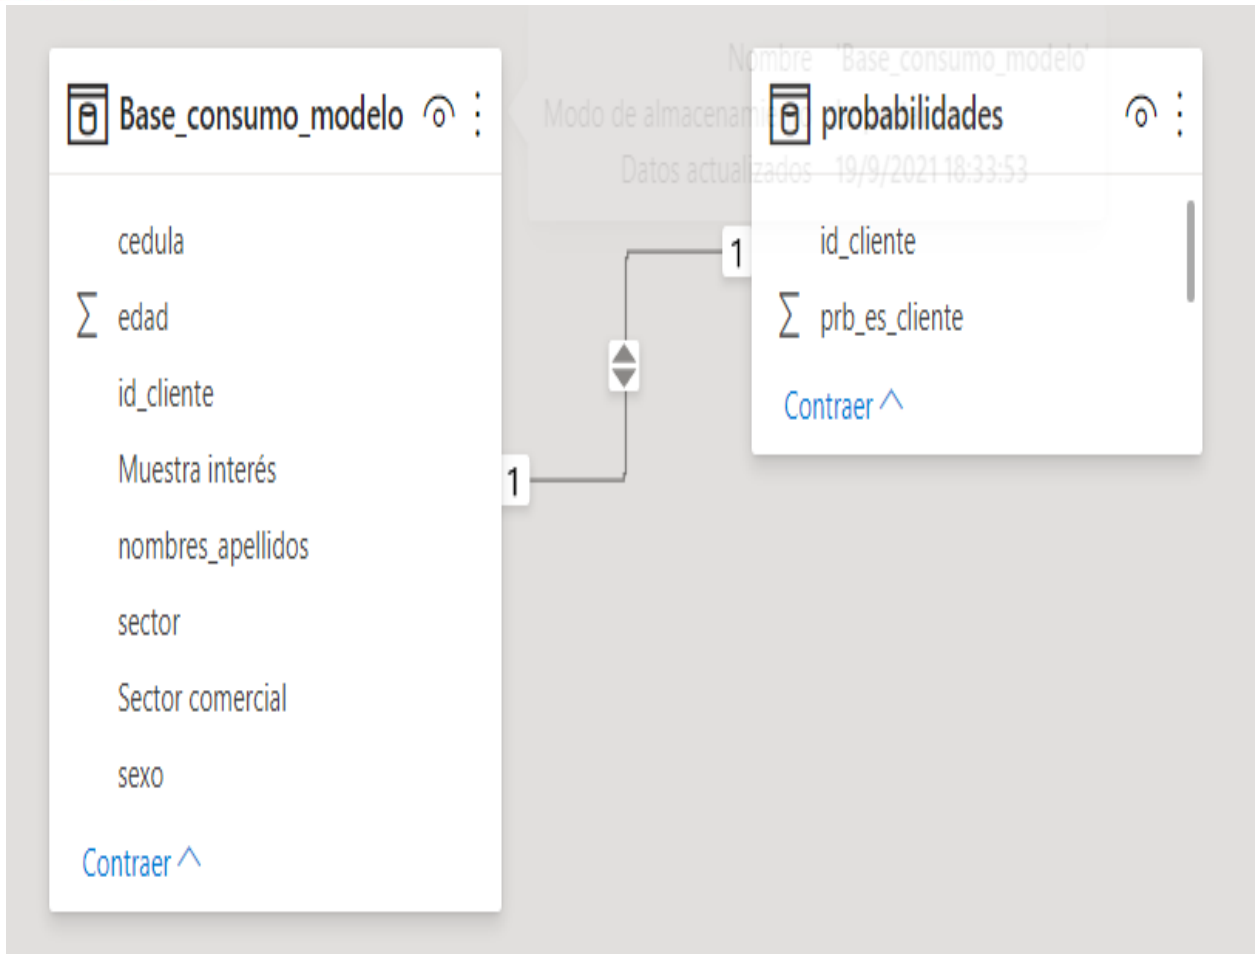 Base_consumo_modelo
cedula
edad
id_cliente
Muestra interés
nombres_apellidos
sector
Sector comercial
sexo
Contraer
1
1
Nombre 'Base_consumo_modelo'
Modo de almacenamiento
Datos actualizados 19/9/2021 18:33:53
probabilidades
id_cliente
prb_es_cliente
Contraer